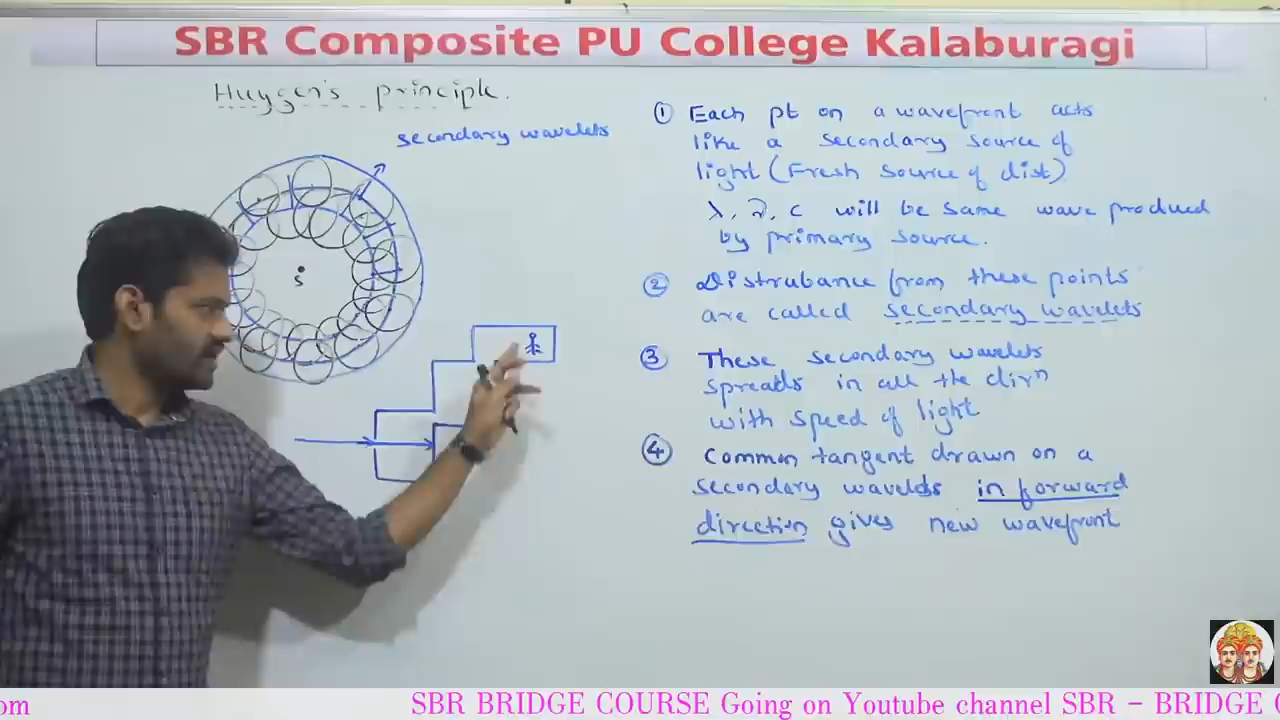 SBR Composite PU College Kalaburagi
Huygen's principle.
secondary wavelets
S
① Each pt on a wavefront acts
like a secondary source of
light (Fresh source of dist)
λ, ν, c will be same wave produced
by primary source.
② Distrubance from these points
are called secondary wavelets
③ These secondary wavelets
spreads in all the dirn
with speed of light
④ Common tangent drawn on a
secondary wavelets in forward
direction gives new wavefront
om SBR BRIDGE COURSE Going on Youtube channel SBR - BRIDGE C